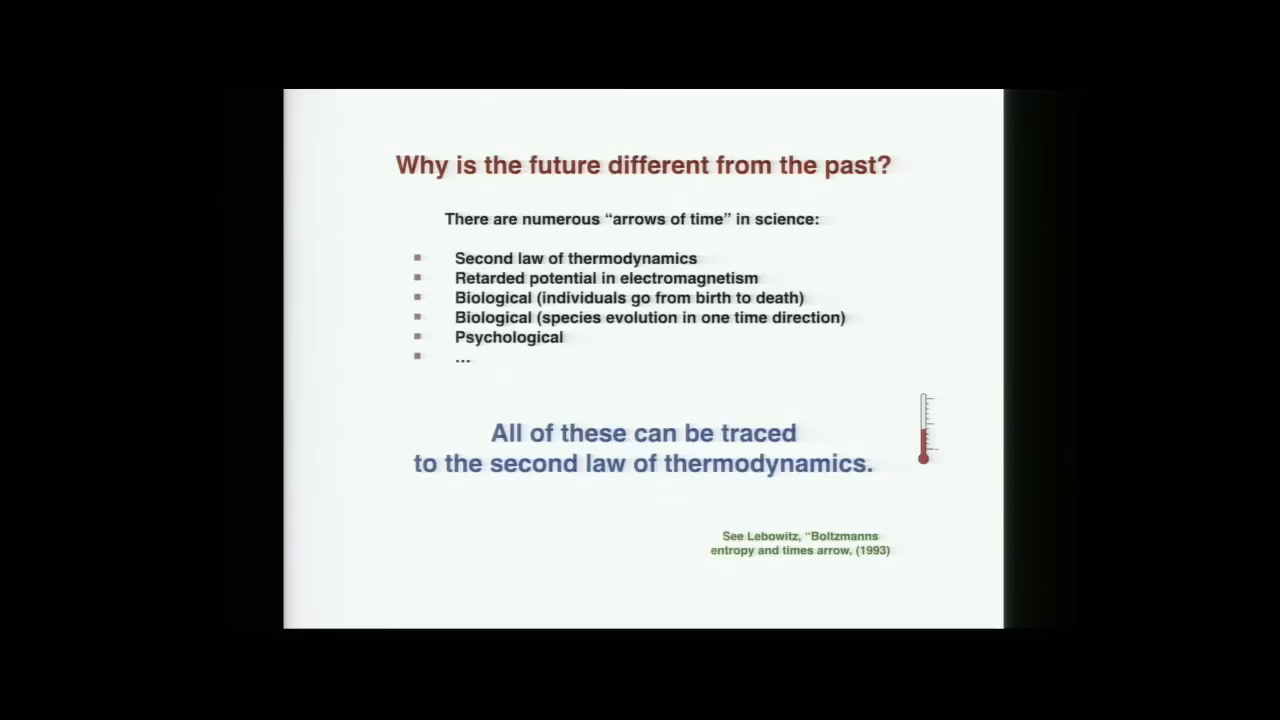 Why is the future different from the past?
There are numerous “arrows of time” in science:
Second law of thermodynamics
Retarded potential in electromagnetism
Biological (individuals go from birth to death)
Biological (species evolution in one time direction)
Psychological
...
All of these can be traced
to the second law of thermodynamics.
See Lebowitz, “Boltzmanns
entropy and times arrow, (1993)